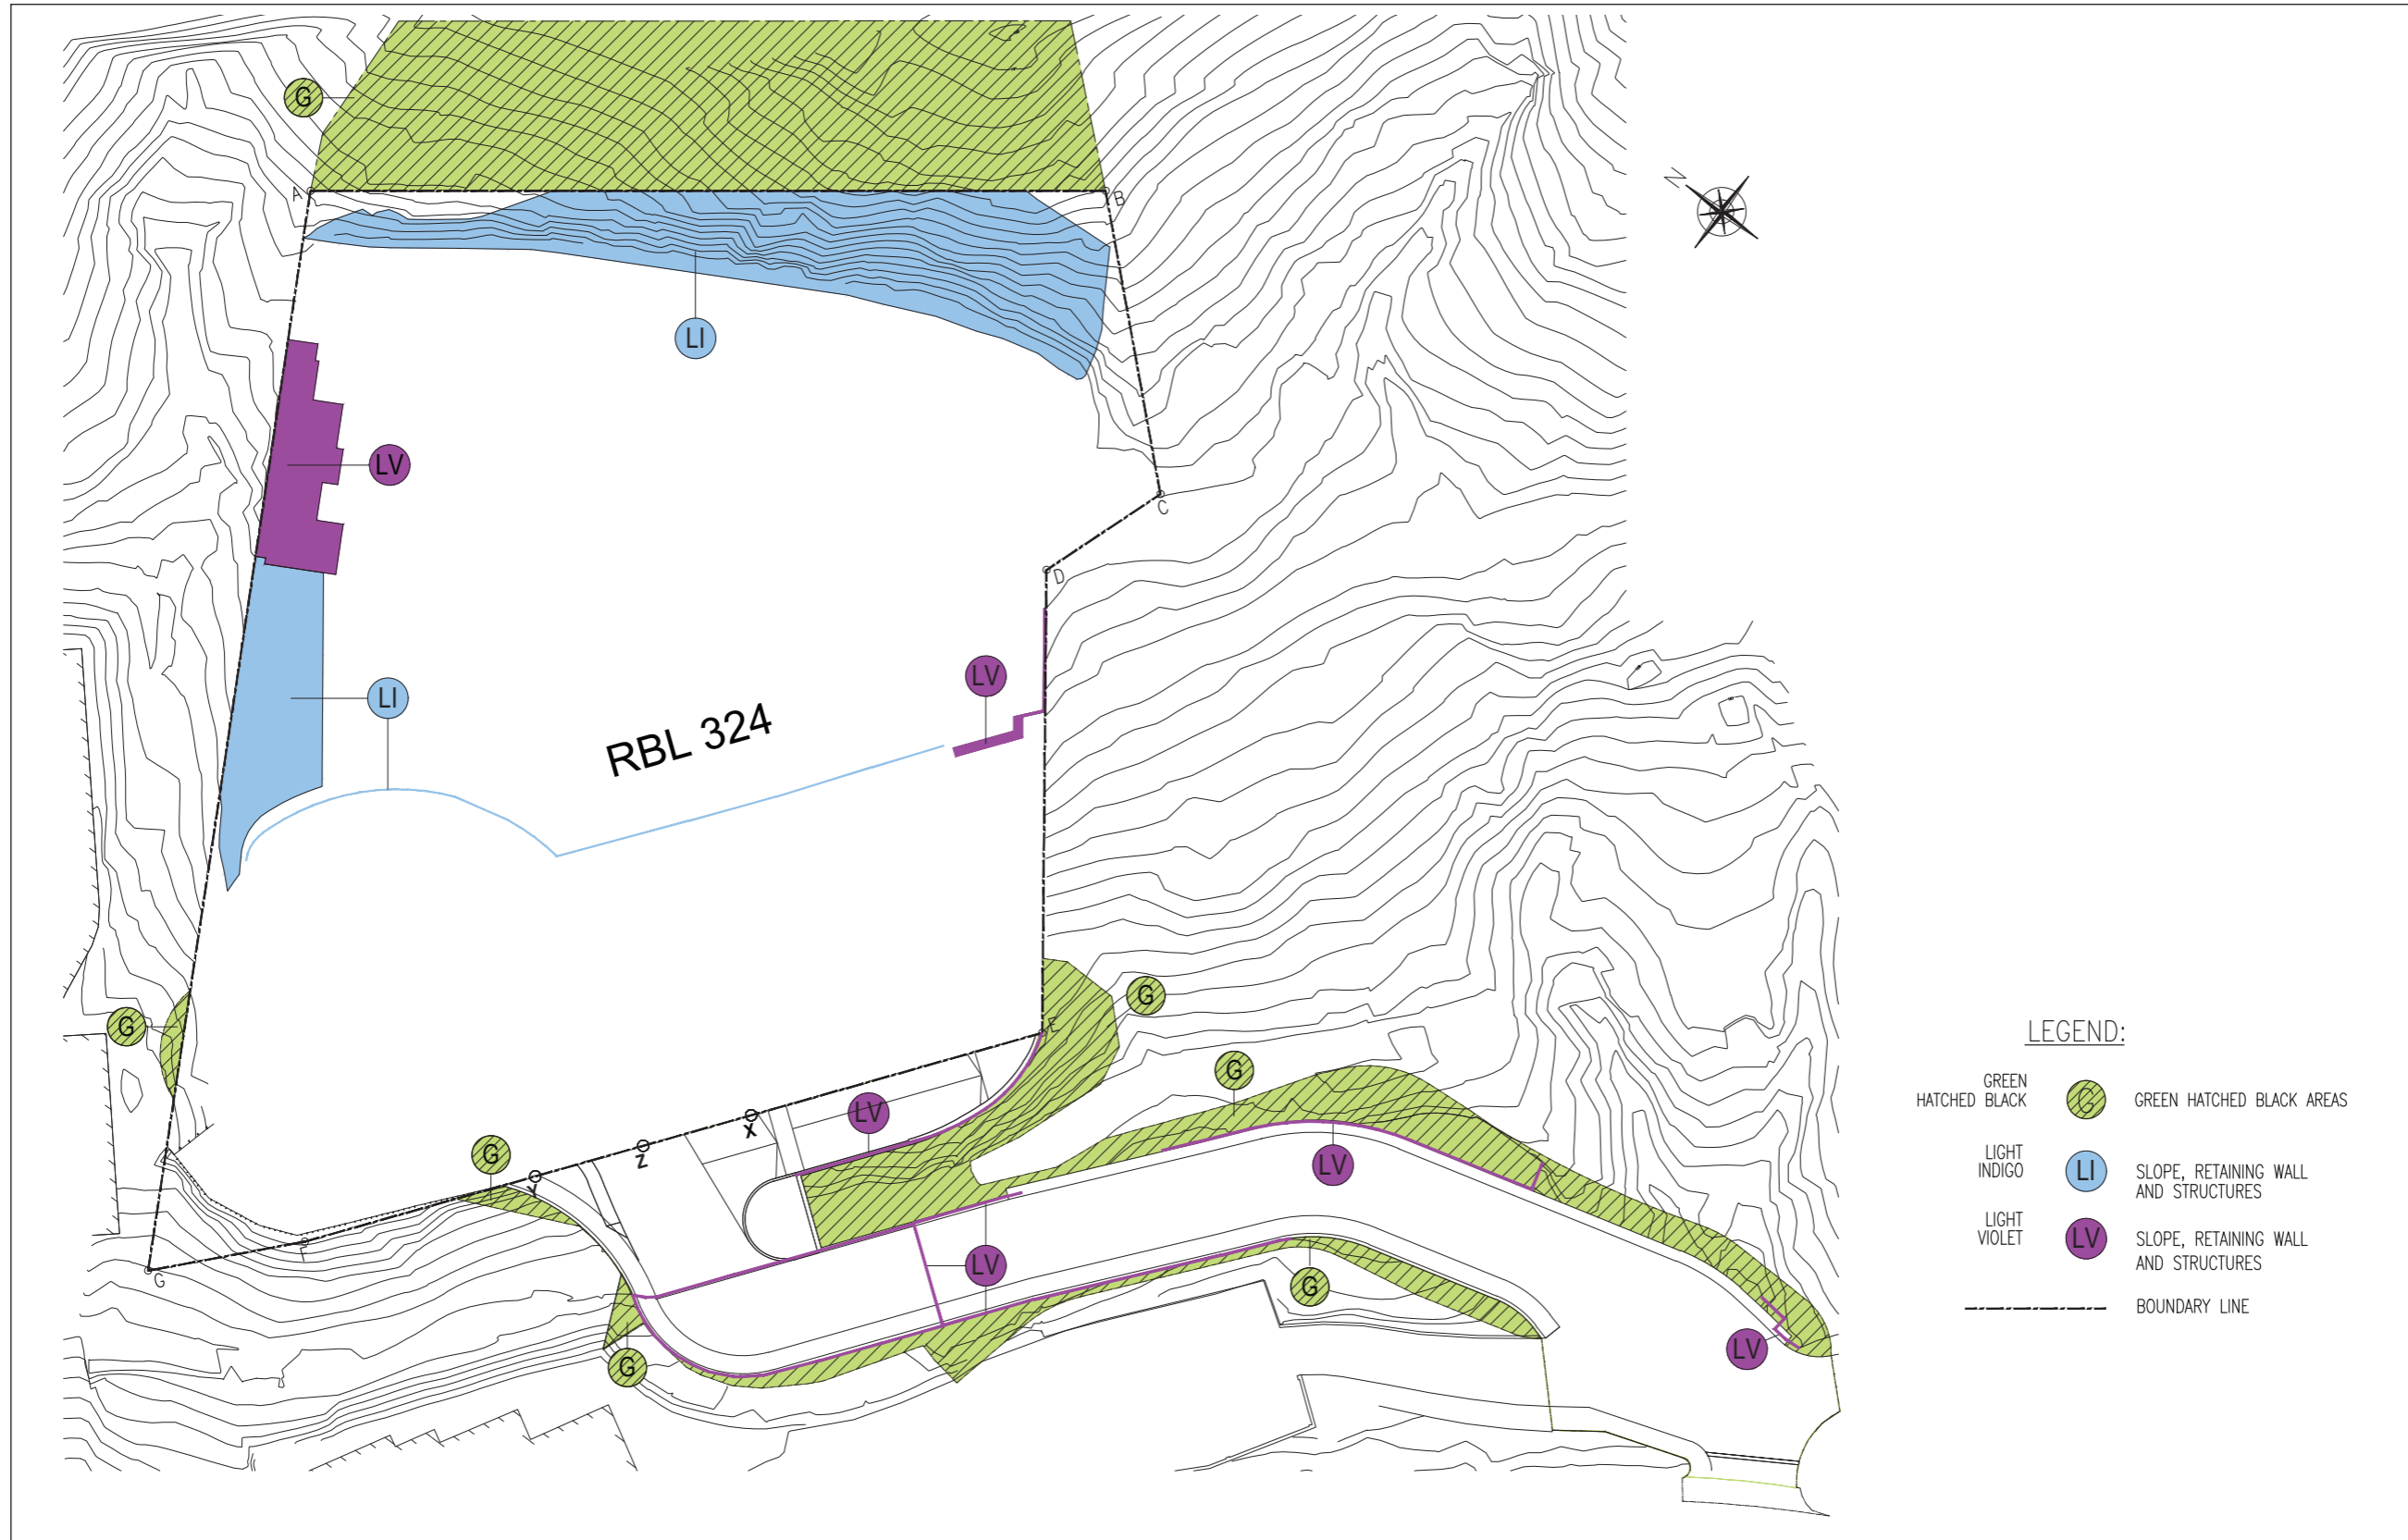 G
A
B
N
LI
LV
C
D
LI
LV
RBL 324
G
G
E
G
LV
X
Z
G
Y
LV
F
G
LV
G
G
LV
LEGEND:
GREEN
HATCHED BLACK
G
GREEN HATCHED BLACK AREAS
LIGHT
INDIGO
LI
SLOPE, RETAINING WALL
AND STRUCTURES
LIGHT
VIOLET
LV
SLOPE, RETAINING WALL
AND STRUCTURES
BOUNDARY LINE